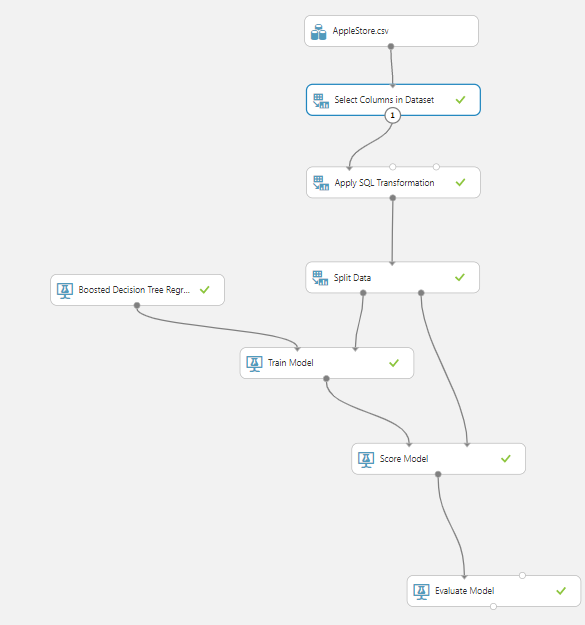 AppleStore.csv
Select Columns in Dataset
1
Apply SQL Transformation
Split Data
Boosted Decision Tree Regr...
Train Model
Score Model
Evaluate Model